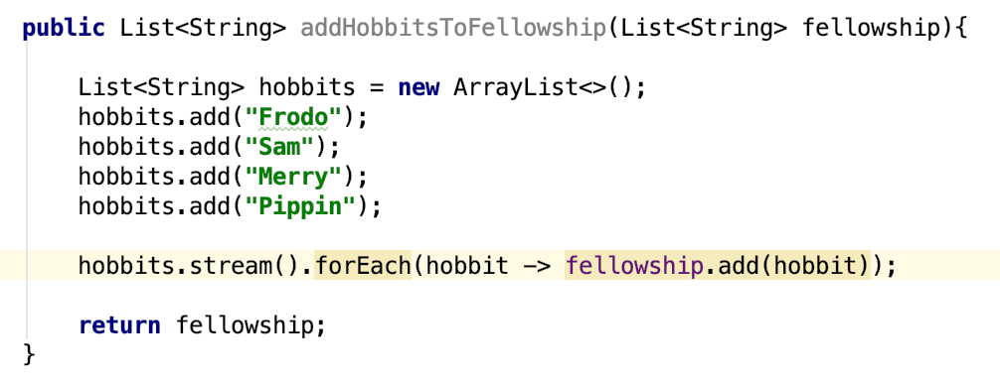 public List<String> addHobbitsToFellowship(List<String> fellowship){
List<String> hobbits = new ArrayList<>();
hobbits.add("Frodo");
hobbits.add("Sam");
hobbits.add("Merry");
hobbits.add("Pippin");
hobbits.stream().forEach(hobbit -> fellowship.add(hobbit));
return fellowship;
}